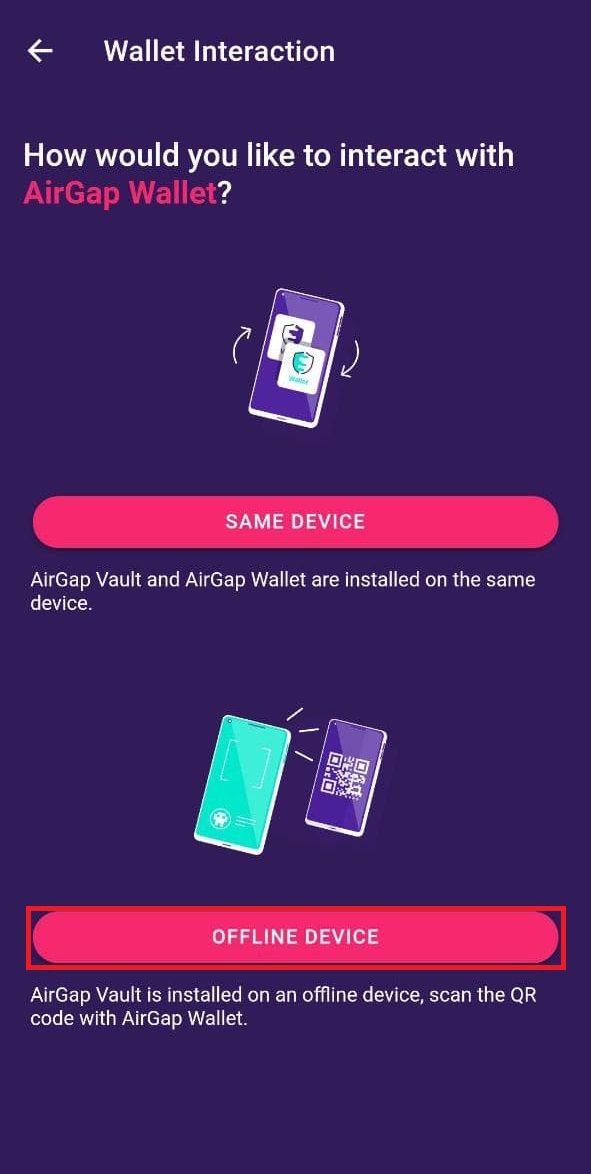 Wallet Interaction
How would you like to interact with
AirGap Wallet?
Wallet
SAME DEVICE
AirGap Vault and AirGap Wallet are installed on the same
device.
OFFLINE DEVICE
AirGap Vault is installed on an offline device, scan the QR
code with AirGap Wallet.